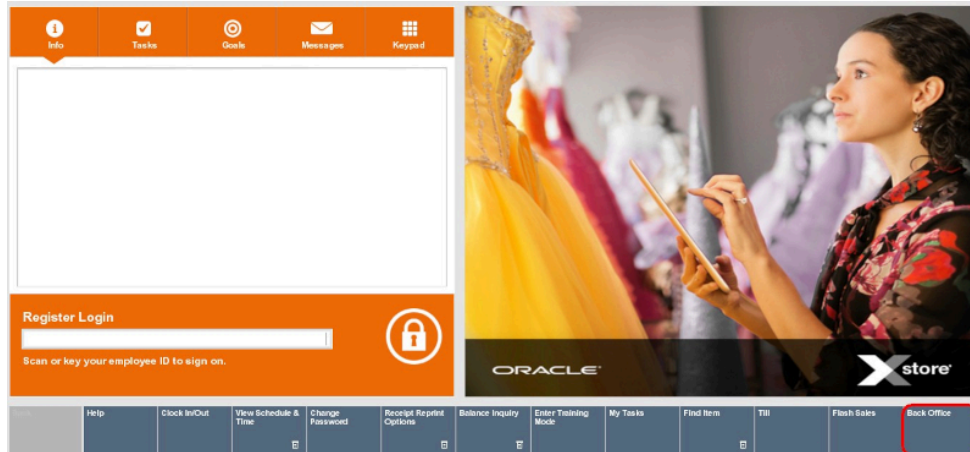 Info
Tasks
Goals
Messages
Keypad
Register Login
Scan or key your employee ID to sign on.
ORACLE
Xstore
Help
Clock In/Out
View Schedule &
Time
Change
Password
Receipt Reprint
Options
Balance Inquiry
Enter Training
Mode
My Tasks
Find Item
Till
Flash Sales
Back Office